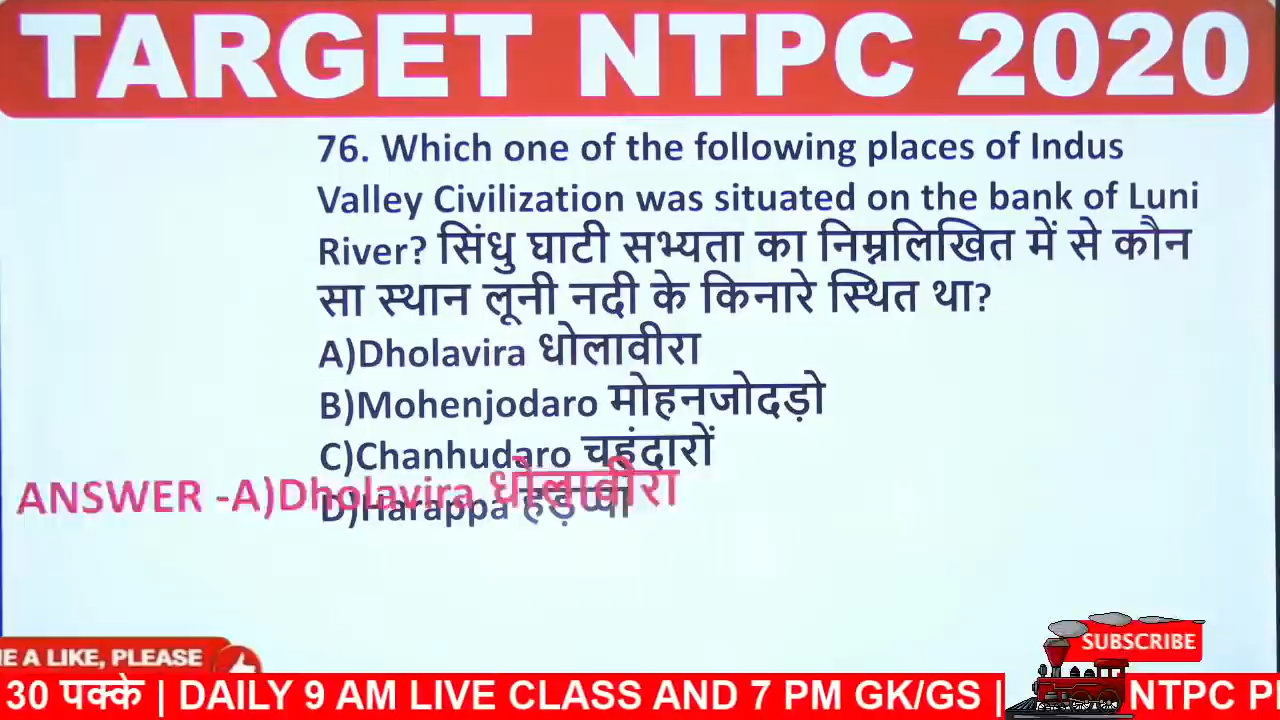 TARGET NTPC 2020
76. Which one of the following places of Indus
Valley Civilization was situated on the bank of Luni
River? सिंधु घाटी सभ्यता का निम्नलिखित में से कौन
सा स्थान लूनी नदी के किनारे स्थित था?
A)Dholavira धोलावीरा
B)Mohenjodaro मोहनजोदड़ो
C)Chanhudaro चहुंदारों
ANSWER -A)Dholavira धोलावीरा
D)Harappa हड़प्पा
SUBSCRIBE
E A LIKE, PLEASE
30 पक्के | DAILY 9 AM LIVE CLASS AND 7 PM GK/GS | NTPC